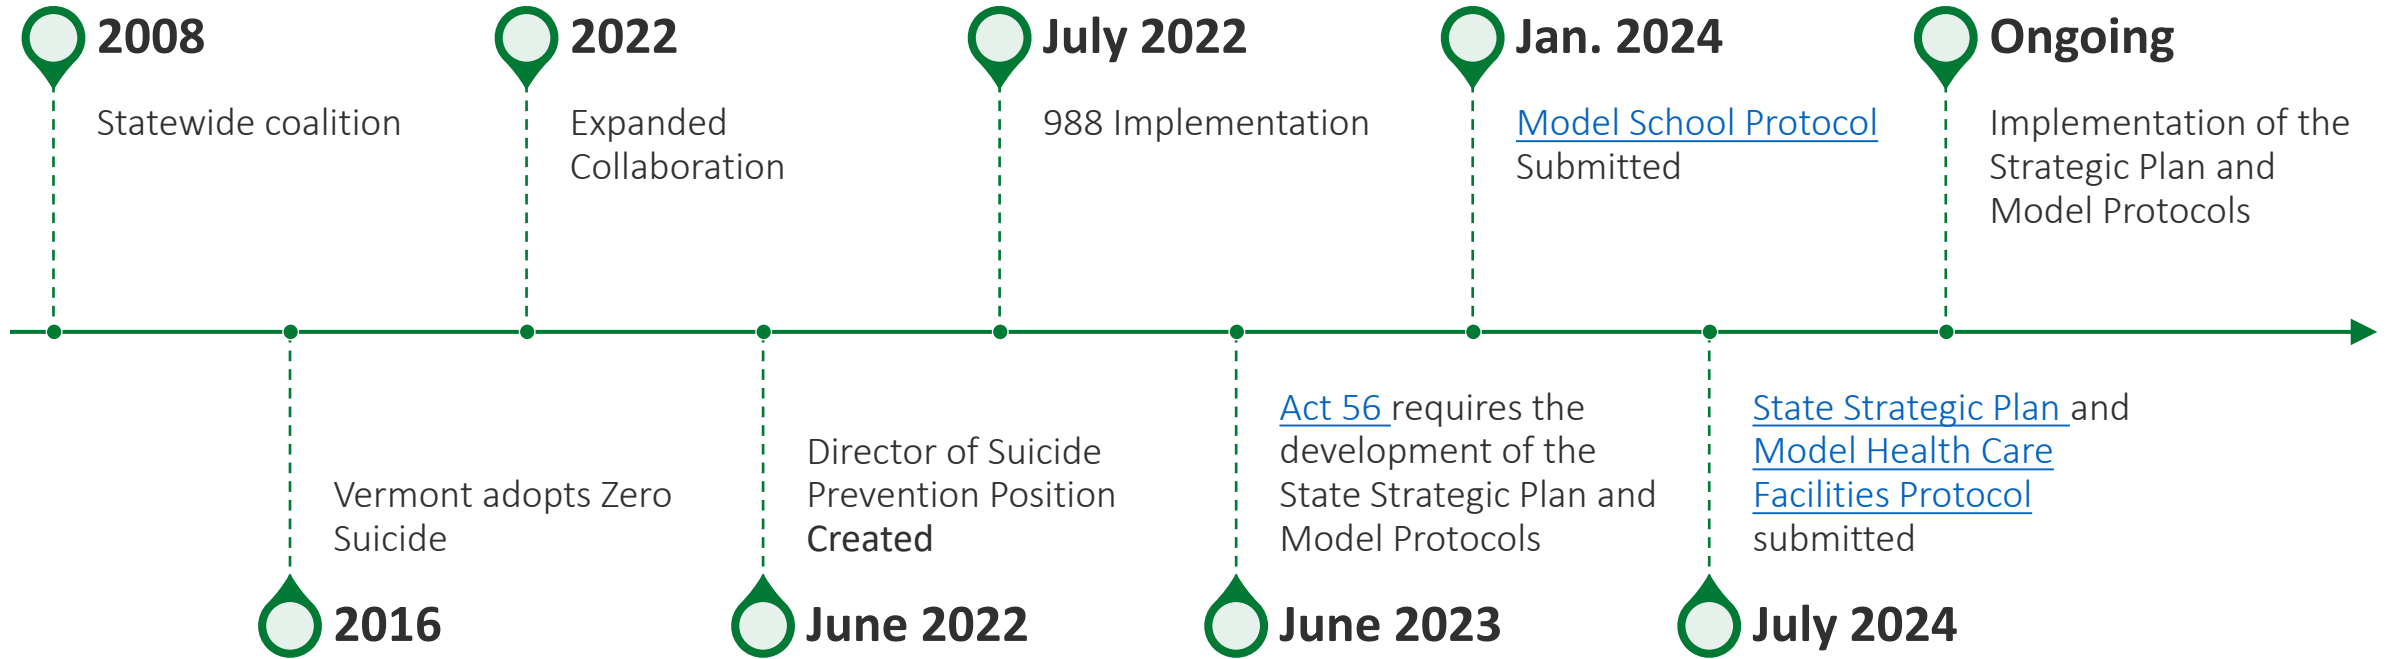 2008
Statewide coalition
2016
Vermont adopts Zero
Suicide
2022
Expanded
Collaboration
June 2022
Director of Suicide
Prevention Position
Created
July 2022
988 Implementation
June 2023
Act 56 requires the
development of the
State Strategic Plan and
Model Protocols
Jan. 2024
Model School Protocol
Submitted
July 2024
State Strategic Plan and
Model Health Care
Facilities Protocol
submitted
Ongoing
Implementation of the
Strategic Plan and
Model Protocols